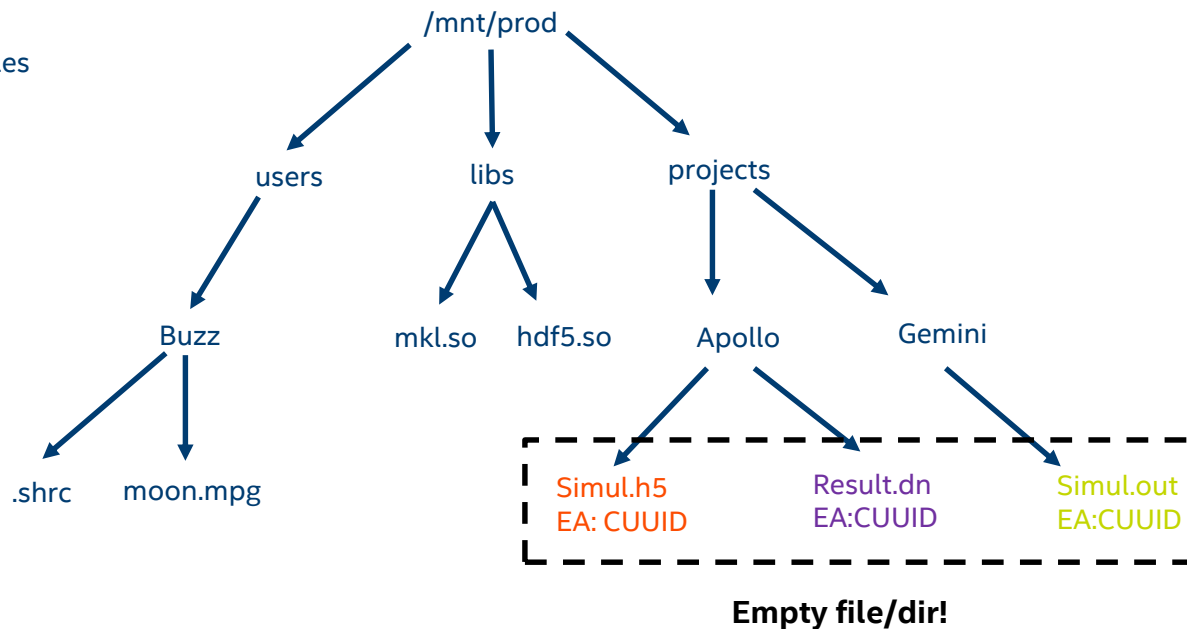 /mnt/prod
users
libs
projects
Buzz
mkl.so
hdf5.so
Apollo
Gemini
.shrc
moon.mpg
Simul.h5
EA: CUUID
Result.dn
EA:CUUID
Simul.out
EA:CUUID
Empty file/dir!